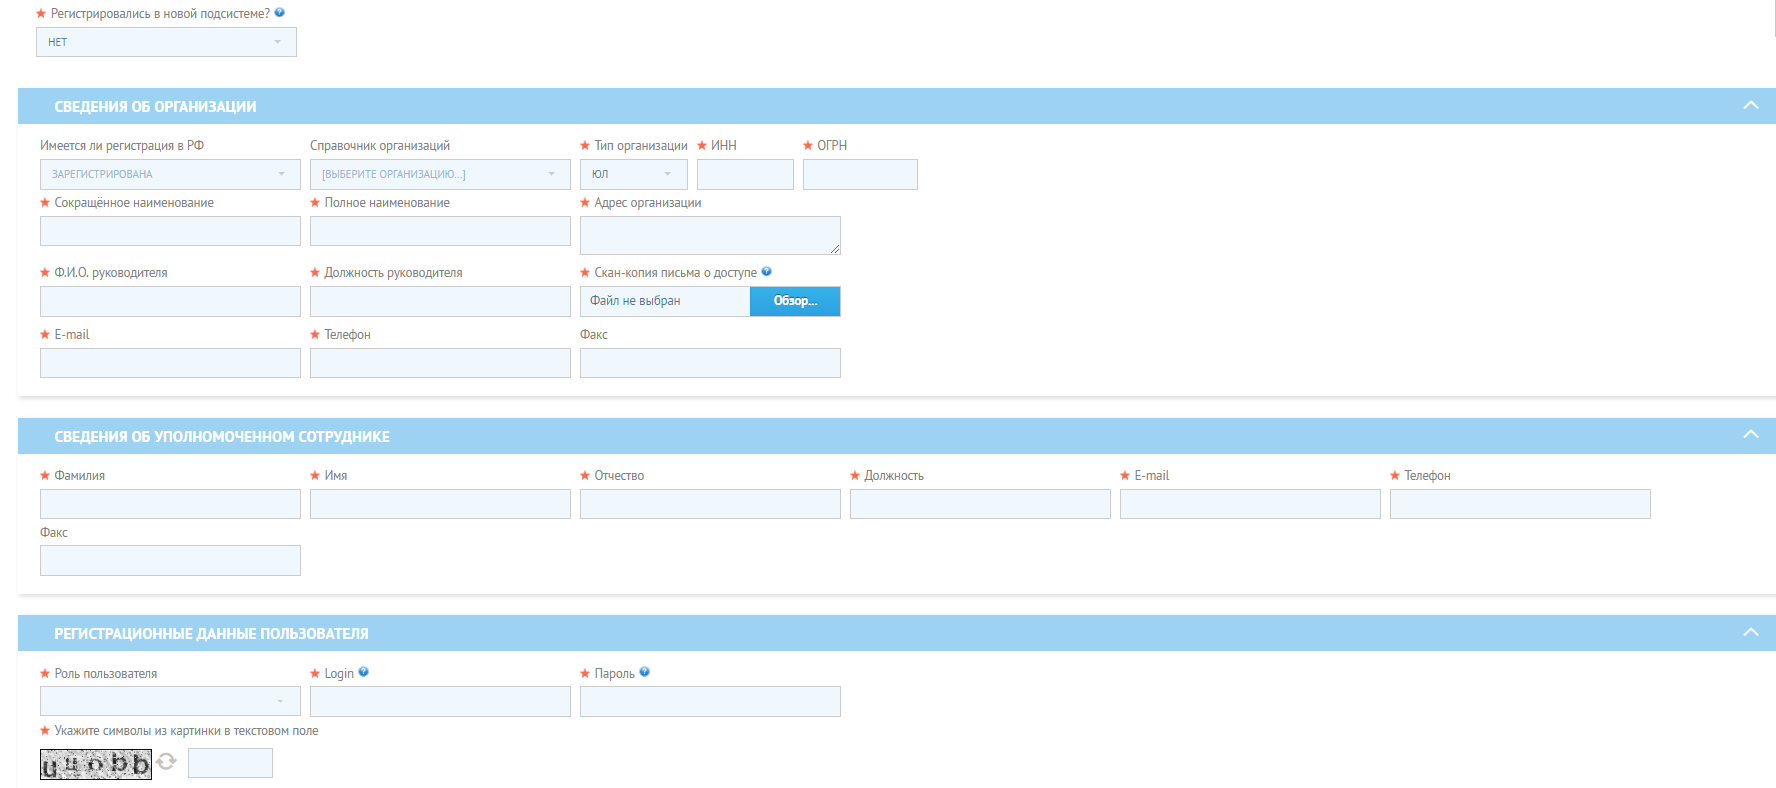 Регистрировались в новой подсистеме?
НЕТ
СВЕДЕНИЯ ОБ ОРГАНИЗАЦИИ
Имеется ли регистрация в РФ Справочник организаций Тип организации ИНН ОГРН
ЗАРЕГИСТРИРОВАНА [ВЫБЕРИТЕ ОРГАНИЗАЦИЮ...] ЮЛ
Сокращённое наименование Полное наименование Адрес организации
Ф.И.О. руководителя Должность руководителя Скан-копия письма о доступе
Файл не выбран Обзор...
E-mail Телефон Факс
СВЕДЕНИЯ ОБ УПОЛНОМОЧЕННОМ СОТРУДНИКЕ
Фамилия Имя Отчество Должность E-mail Телефон
Факс
РЕГИСТРАЦИОННЫЕ ДАННЫЕ ПОЛЬЗОВАТЕЛЯ
Роль пользователя Login Пароль
Укажите символы из картинки в текстовом поле